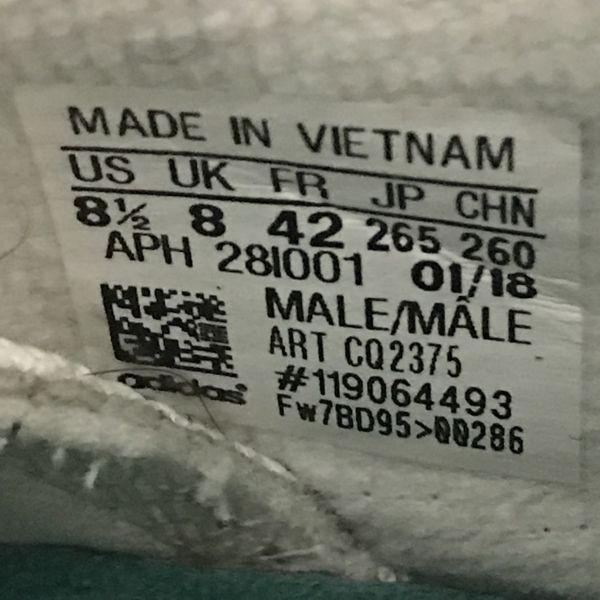 MADE IN VIETNAM
US UK FR JP CHN
8½ 8 42 265 260
APH 28I001 01/18
MALE/MÂLE
ART CQ2375
#119064493
adidas
Fw7BD95>00286